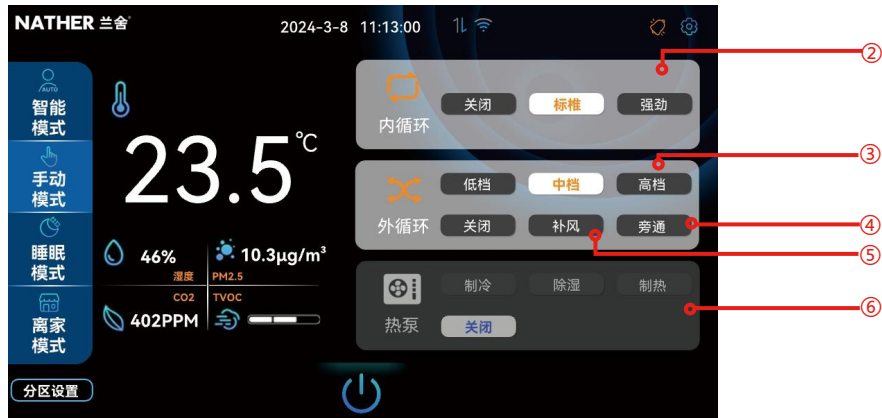 NATHER 兰舍
2024-3-8 11:13:00
AUTO
智能
模式
手动
模式
睡眠
模式
离家
模式
分区设置
23.5℃
46%
湿度
10.3μg/m³
PM2.5
CO2
402PPM
TVOC
内循环
关闭 标椎 强劲
外循环
低档 中档 高档
关闭 补风 旁通
热泵
制冷 除湿 制热
关闭
②
③
④
⑤
⑥